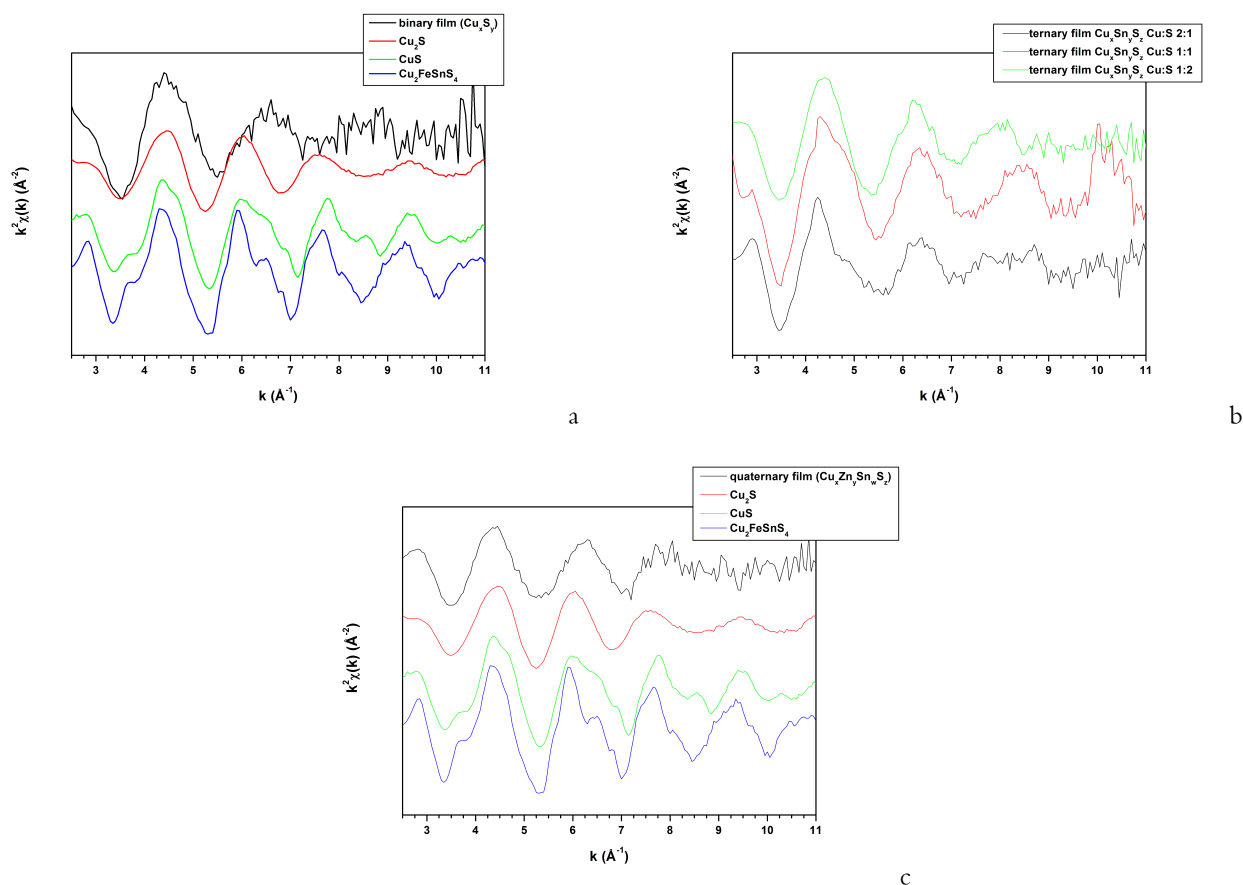 binary film (CuxSy)
Cu2S
CuS
Cu2FeSnS4
k2χ(k) (Å-2)
3 4 5 6 7 8 9 10 11
k (Å-1)
a
ternary film CuxSnySz Cu:S 2:1
ternary film CuxSnySz Cu:S 1:1
ternary film CuxSnySz Cu:S 1:2
k2χ(k) (Å-2)
3 4 5 6 7 8 9 10 11
k (Å-1)
b
quaternary film (CuxZnySnwSz)
Cu2S
CuS
Cu2FeSnS4
k2χ(k) (Å-2)
3 4 5 6 7 8 9 10 11
k (Å-1)
c